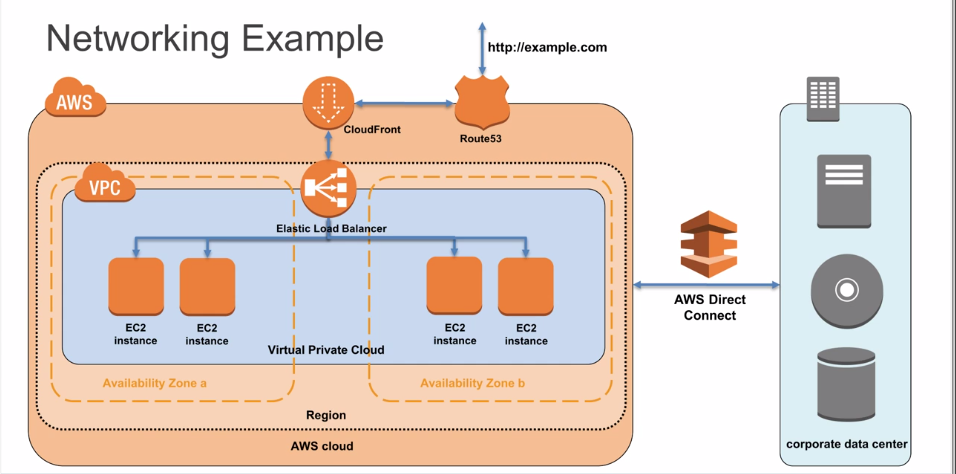 Networking Example
http://example.com
AWS
CloudFront
Route53
VPC
Elastic Load Balancer
EC2
instance
EC2
instance
EC2
instance
EC2
instance
Virtual Private Cloud
Availability Zone a
Availability Zone b
Region
AWS cloud
AWS Direct
Connect
corporate data center